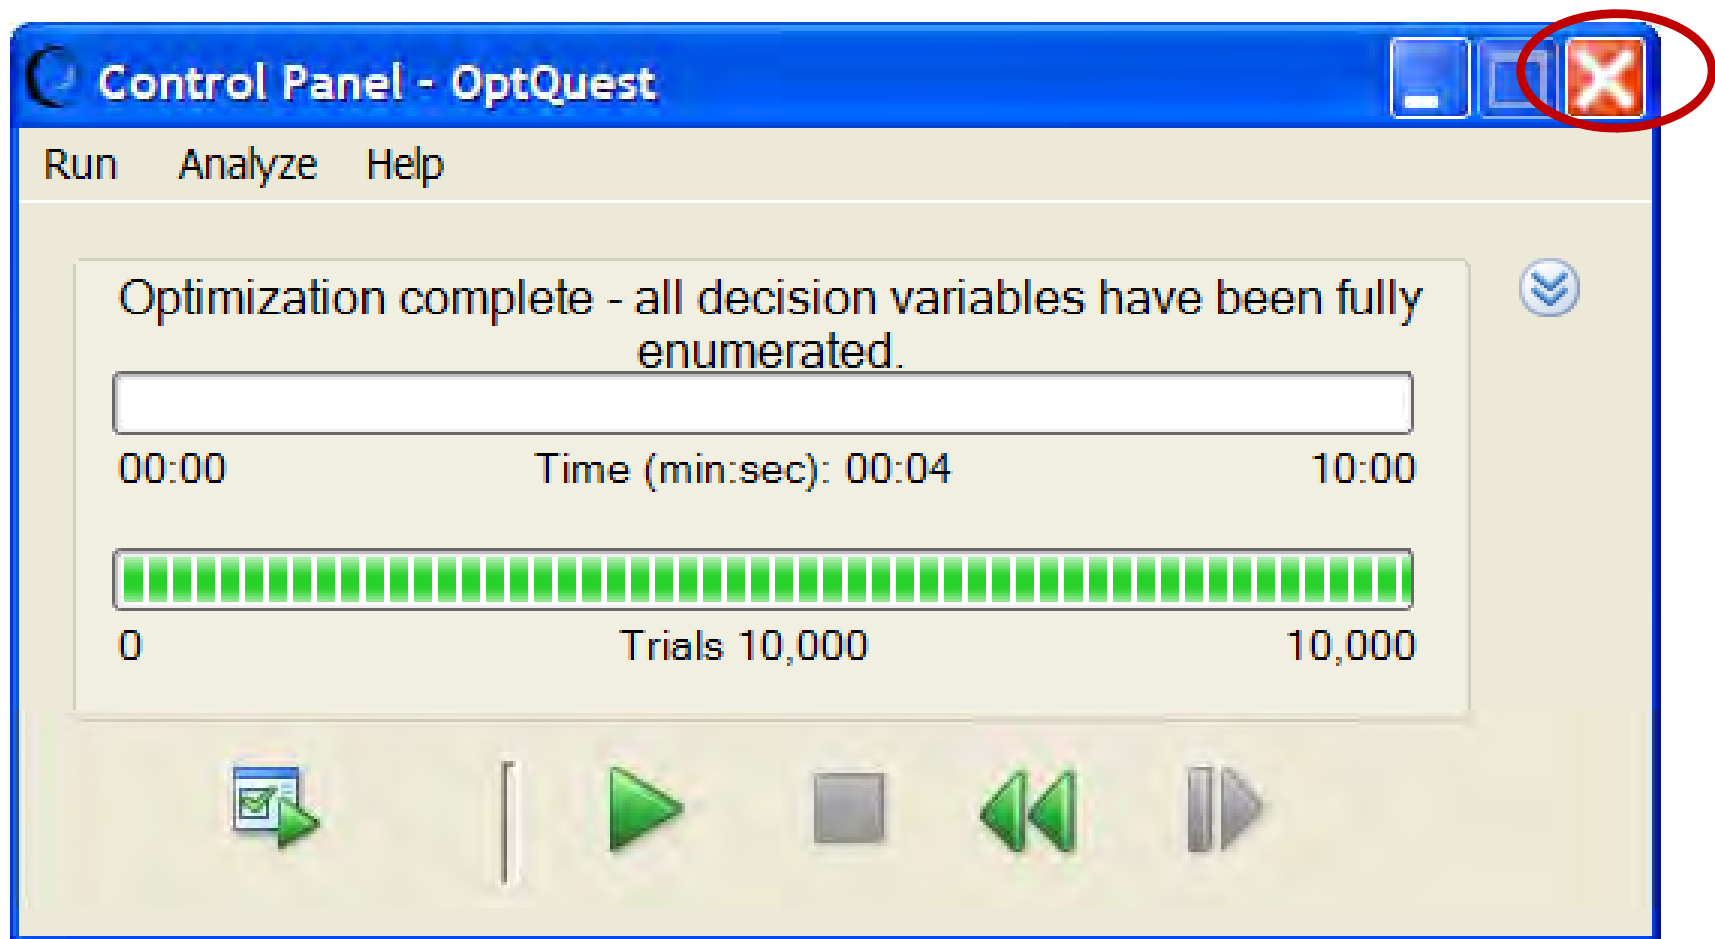 Control Panel - OptQuest
Run Analyze Help
Optimization complete - all decision variables have been fully
enumerated.
00:00 Time (min:sec): 00:04 10:00
0 Trials 10,000 10,000